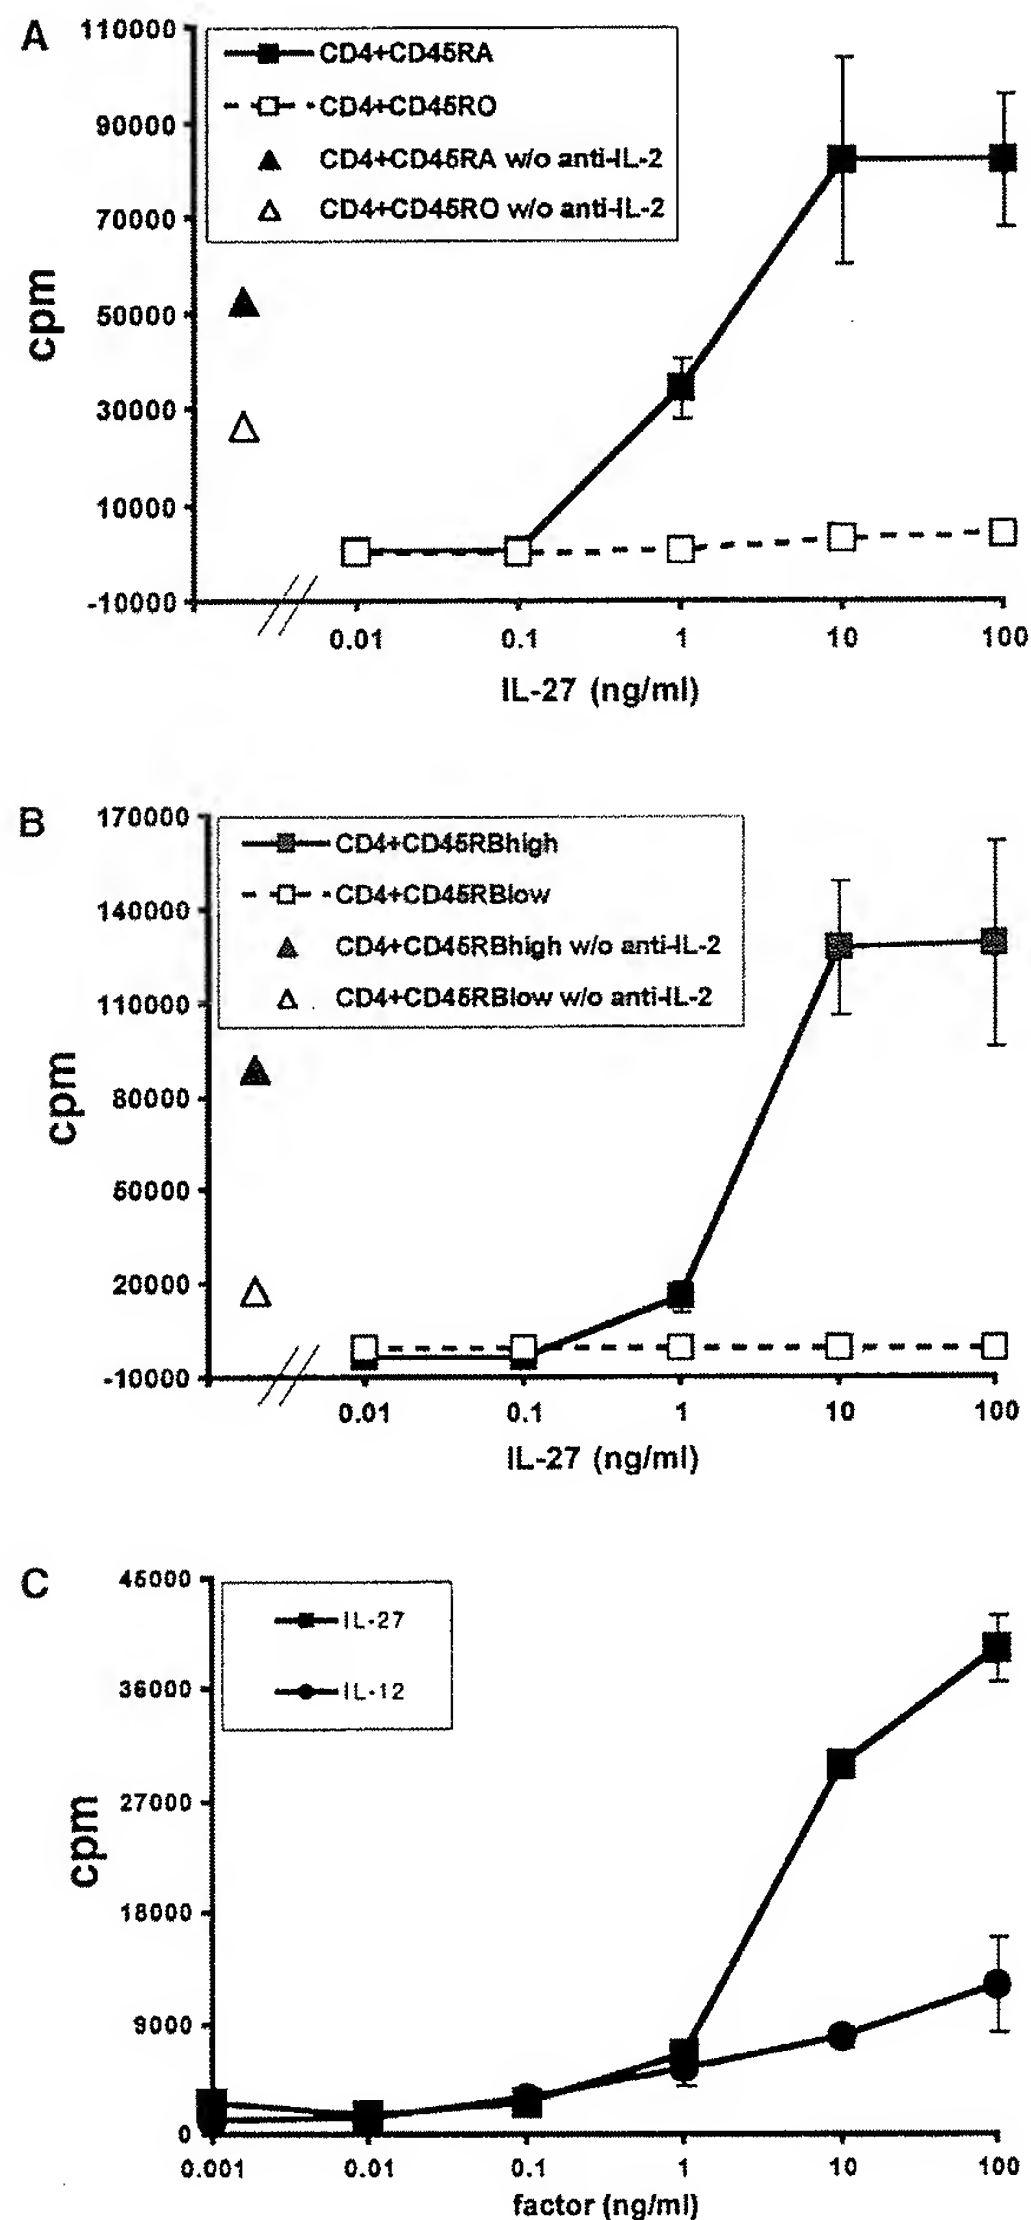 A
110000
90000
70000
50000
30000
10000
-10000
cpm
CD4+CD45RA
CD4+CD45RO
CD4+CD45RA w/o anti-IL-2
CD4+CD45RO w/o anti-IL-2
0.01 0.1 1 10 100
IL-27 (ng/ml)
B
170000
140000
110000
80000
50000
20000
-10000
cpm
CD4+CD45RBhigh
CD4+CD45RBlow
CD4+CD45RBhigh w/o anti-IL-2
CD4+CD45RBlow w/o anti-IL-2
0.01 0.1 1 10 100
IL-27 (ng/ml)
C
45000
36000
27000
18000
9000
0
cpm
IL-27
IL-12
0.001 0.01 0.1 1 10 100
factor (ng/ml)